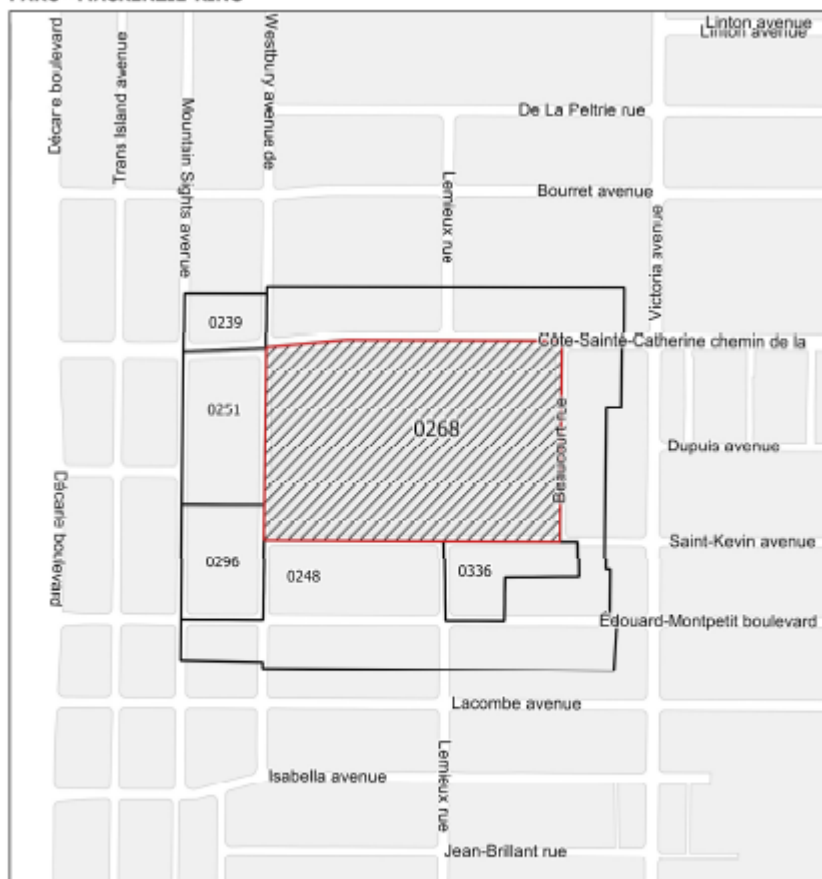 Linton avenue
Linton avenue
Décarie boulevard
Trans Island avenue
Mountain Sights avenue
Westbury avenue de
De La Peltrie rue
Lemieux rue
Bourret avenue
Victoria avenue
0239
Côte-Sainte-Catherine chemin de la
0251
0268
Beaucourt rue
Dupuis avenue
Décarie boulevard
Saint-Kevin avenue
0296
0248
0336
Édouard-Montpetit boulevard
Lacombe avenue
Lemieux rue
Isabella avenue
Jean-Brillant rue